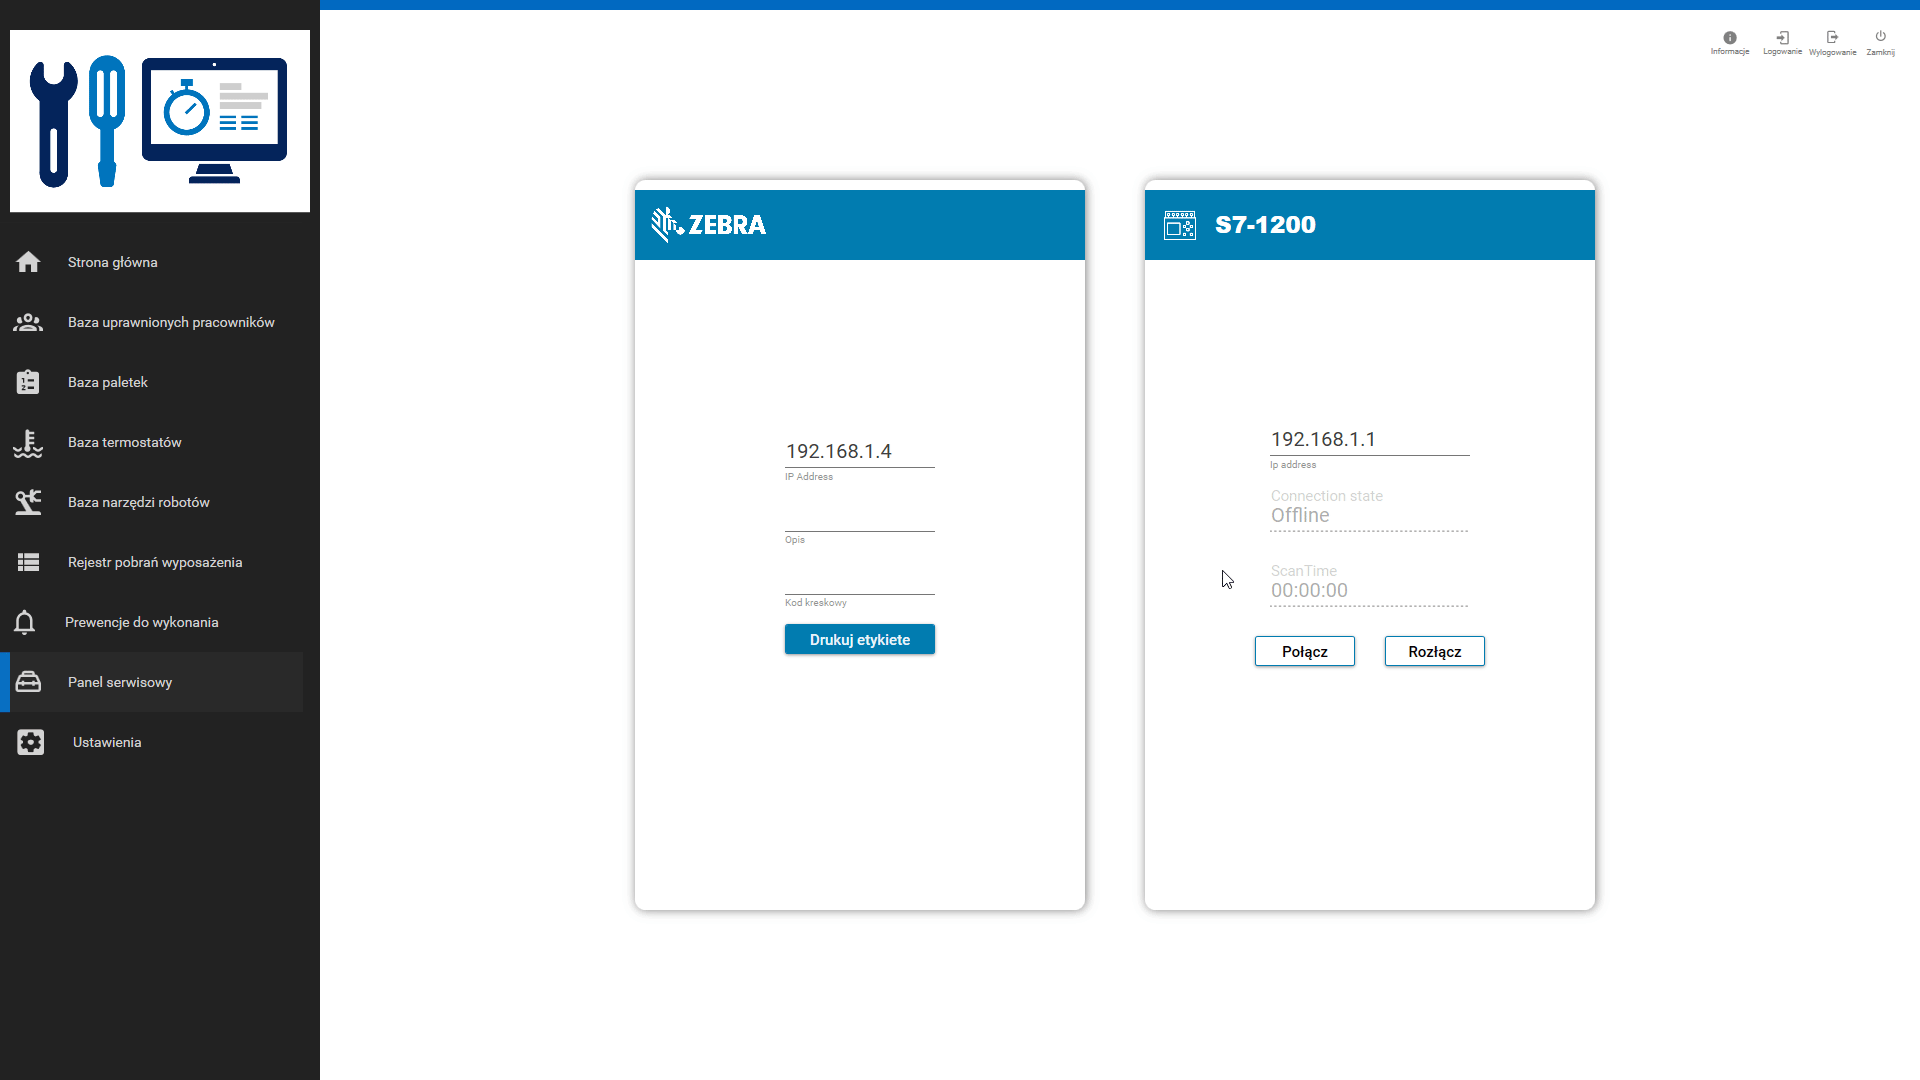 Informacje
Logowanie
Wylogowanie
Zamknij
Strona główna
Baza uprawnionych pracowników
Baza paletek
Baza termostatów
Baza narzędzi robotów
Rejestr pobrań wyposażenia
Prewencje do wykonania
Panel serwisowy
Ustawienia
ZEBRA
192.168.1.4
IP Address
Opis
Kod kreskowy
Drukuj etykiete
S7-1200
192.168.1.1
Ip address
Connection state
Offline
ScanTime
00:00:00
Połącz
Rozłącz